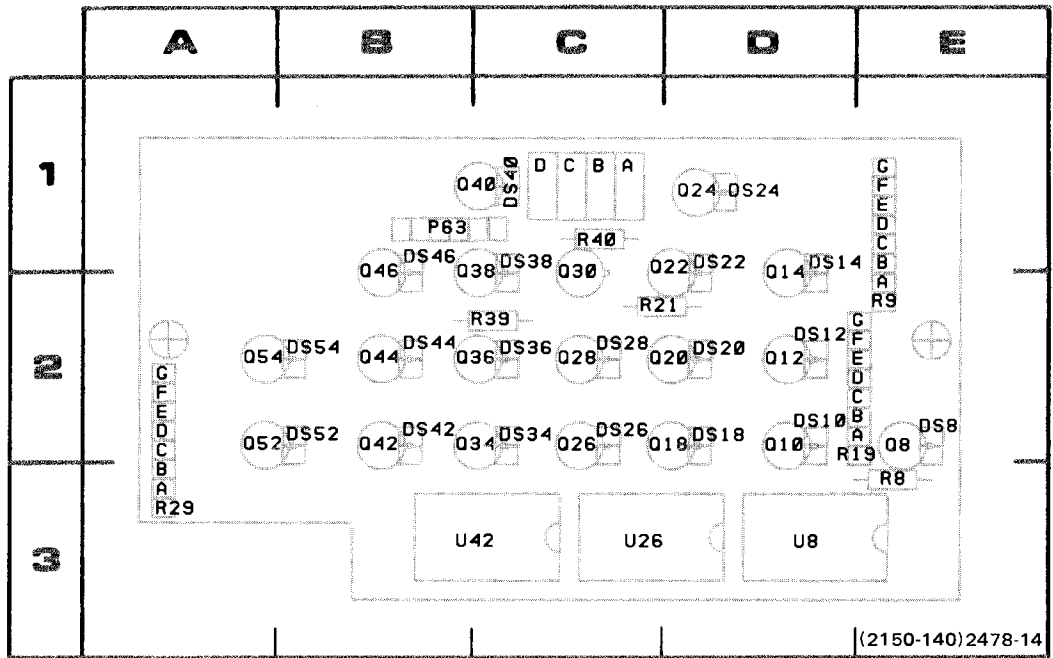 A B C D E
1
D C B A
Q40 DS40
Q24 DS24
G
F
E
D
C
B
A
R9
P63
R40
Q46 DS46 Q38 DS38 Q30 Q22 DS22 Q14 DS14
R21
R39
2
Q54 DS54 Q44 DS44 Q36 DS36 Q28 DS28 Q20 DS20 Q12 DS12
G
F
E
D
C
B
A
R19
G
F
E
D
C
B
A
R29
Q52 DS52 Q42 DS42 Q34 DS34 Q26 DS26 Q18 DS18 Q10 DS10 Q8 DS8
R8
3
U42 U26 U8
(2150-140)2478-14